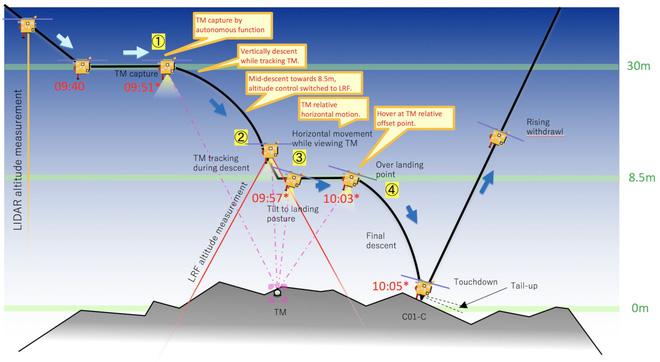 ①
TM capture by
autonomous function
Vertically descent
while tracking TM.
30m
TM capture
09:40
09:51*
Mid-descent towards 8.5m,
altitude control switched to LRF.
TM relative
horizontal motion.
Hover at TM relative
offset point.
LIDAR altitude measurement
Rising
withdrawl
②
Horizontal movement
while viewing TM
③
TM tracking
during descent
Over landing
point
8.5m
④
09:57*
10:03*
Tilt to landing
posture
LRF altitude measurement
Final
descent
10:05*
Touchdown
Tail-up
0m
TM
C01-C